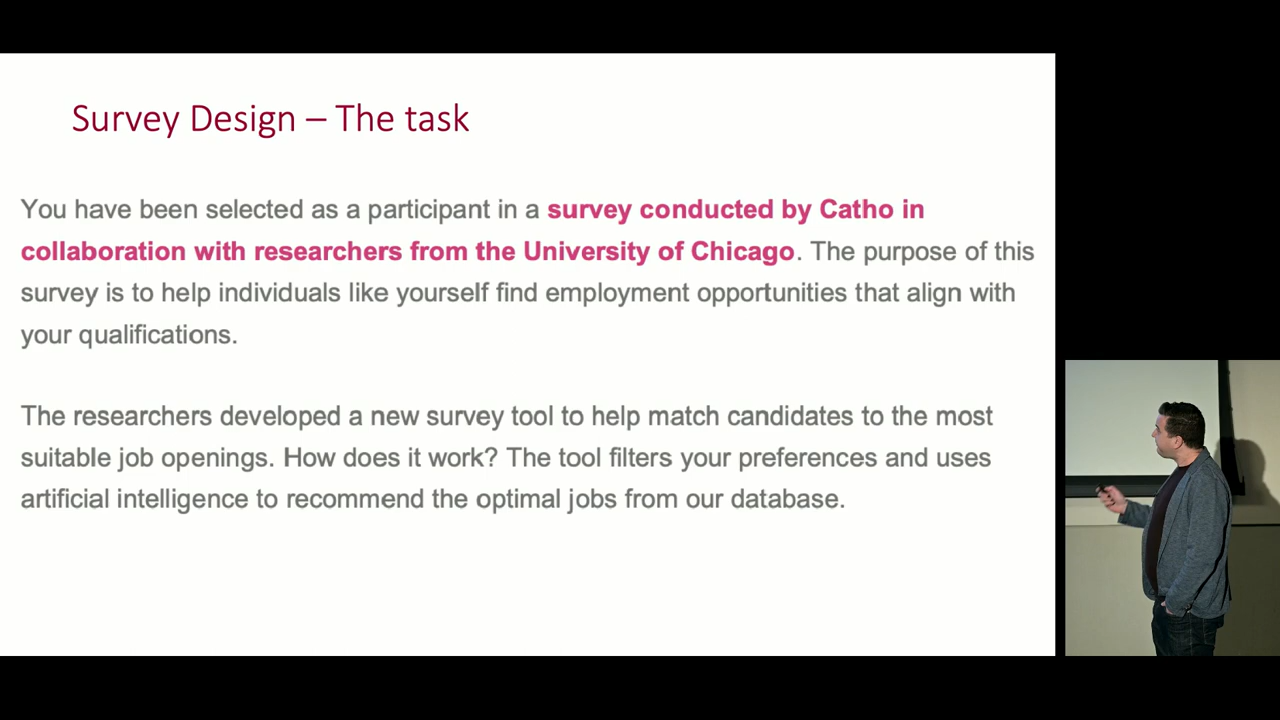 Survey Design – The task
You have been selected as a participant in a survey conducted by Catho in
collaboration with researchers from the University of Chicago. The purpose of this
survey is to help individuals like yourself find employment opportunities that align with
your qualifications.
The researchers developed a new survey tool to help match candidates to the most
suitable job openings. How does it work? The tool filters your preferences and uses
artificial intelligence to recommend the optimal jobs from our database.